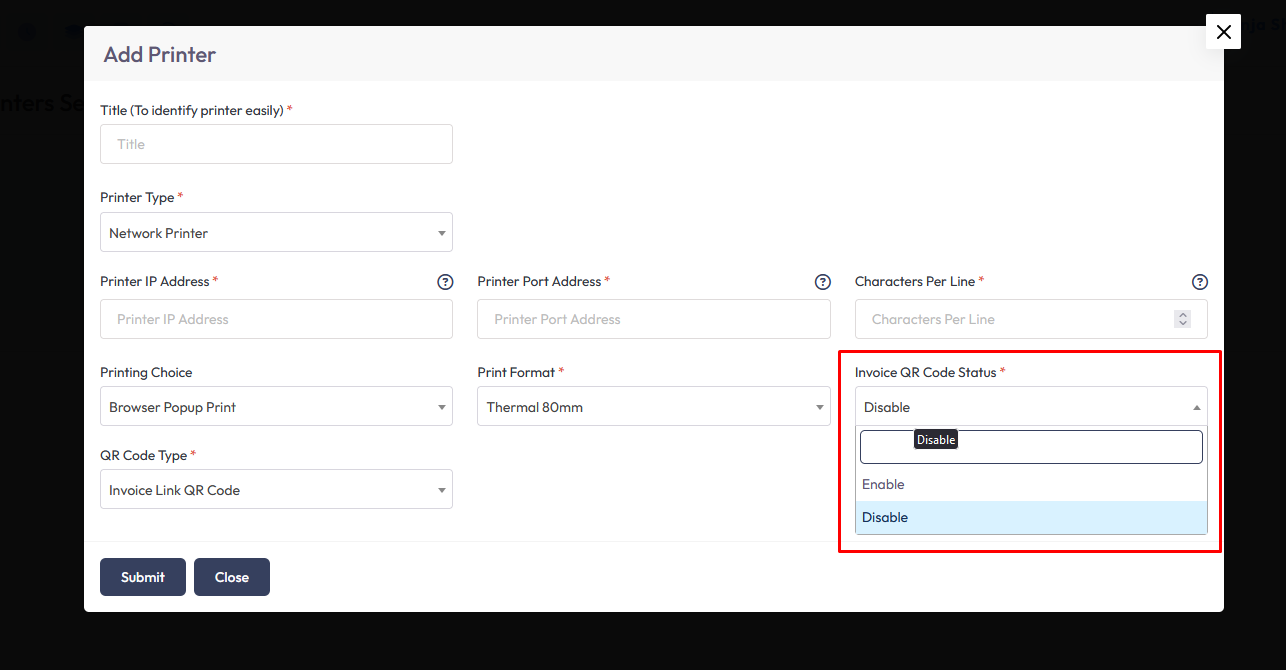 Add Printer
nters Se
Title (To identify printer easily) *
Title
Printer Type *
Network Printer
Printer IP Address * Printer Port Address * Characters Per Line *
Printer IP Address Printer Port Address Characters Per Line
Printing Choice Print Format * Invoice QR Code Status *
Browser Popup Print Thermal 80mm Disable
Disable
QR Code Type *
Enable
Invoice Link QR Code
Disable
Submit Close